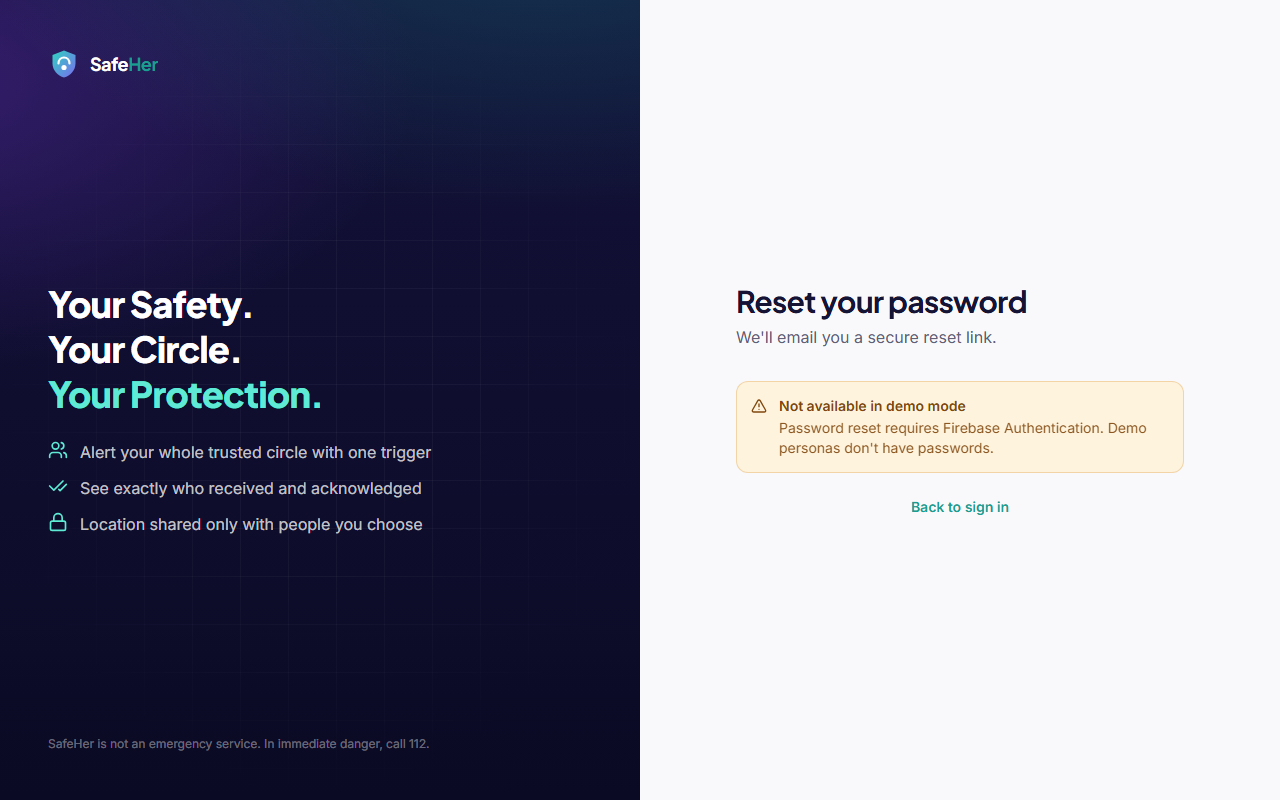 SafeHer
Your Safety.
Your Circle.
Your Protection.
Alert your whole trusted circle with one trigger
See exactly who received and acknowledged
Location shared only with people you choose
SafeHer is not an emergency service. In immediate danger, call 112.
Reset your password
We'll email you a secure reset link.
Not available in demo mode
Password reset requires Firebase Authentication. Demo
personas don't have passwords.
Back to sign in